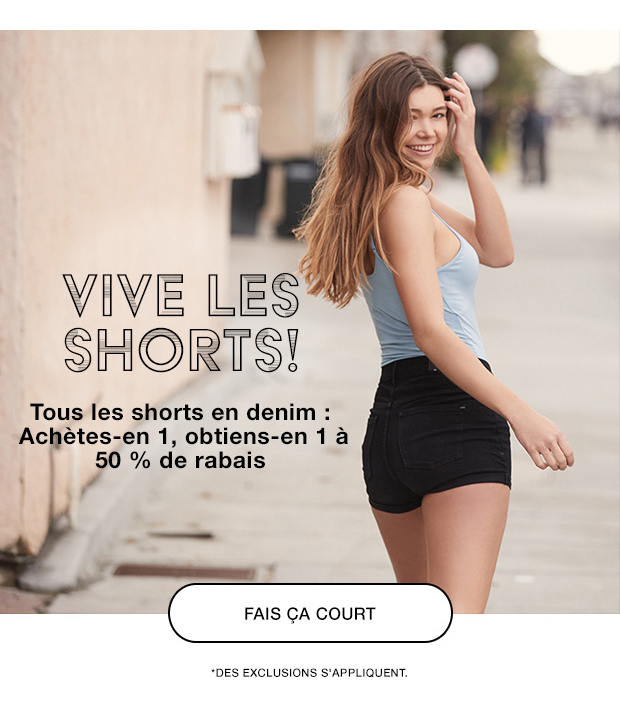 VIVE LES
SHORTS!
Tous les shorts en denim :
Achètes-en 1, obtiens-en 1 à
50 % de rabais
FAIS ÇA COURT
*DES EXCLUSIONS S'APPLIQUENT.